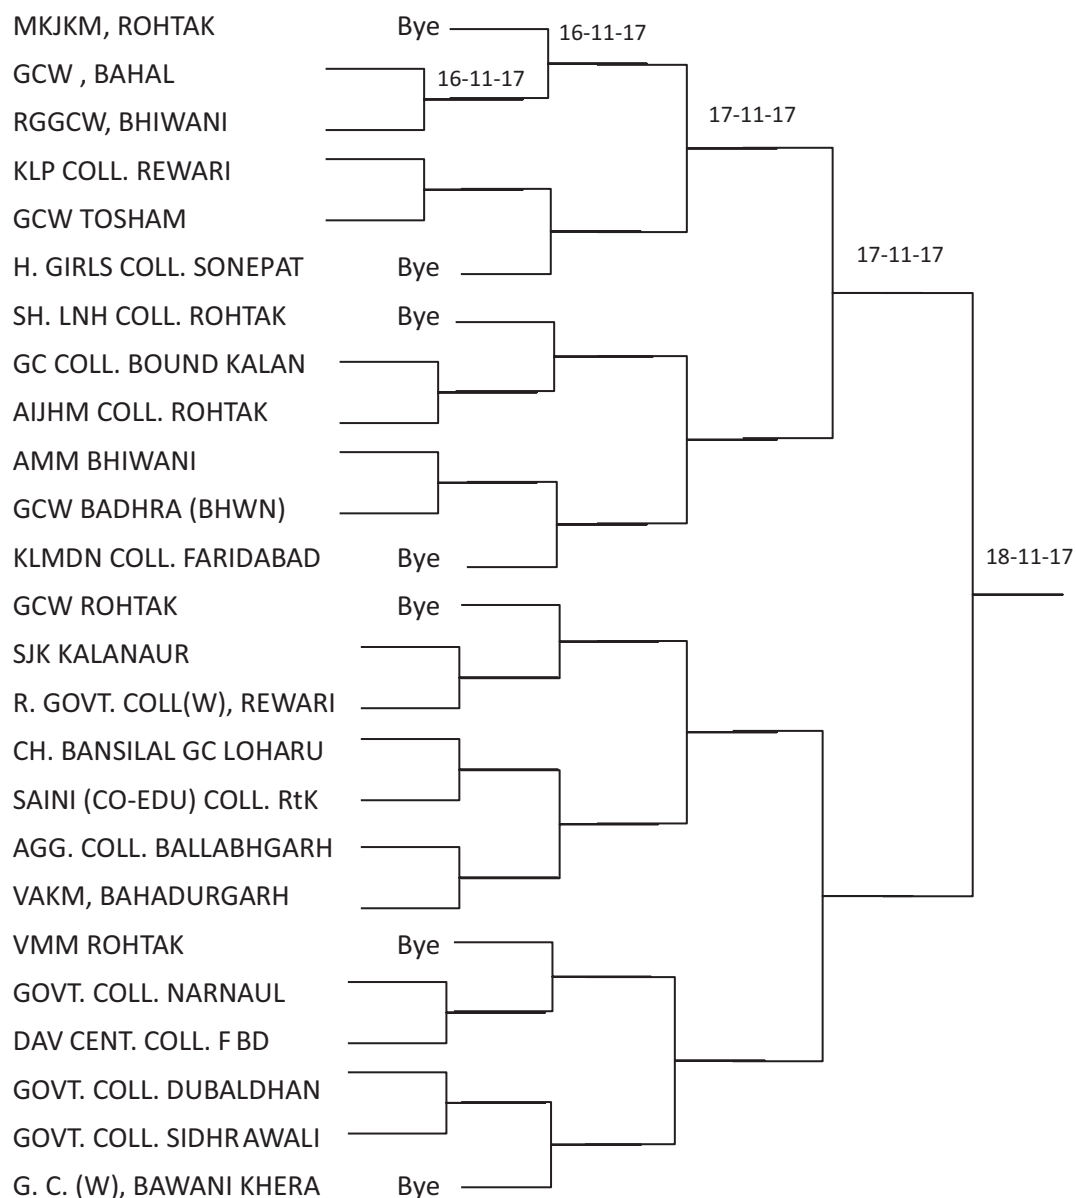 MKJKM, ROHTAK Bye 16-11-17
GCW , BAHAL 16-11-17
RGGCW, BHIWANI 17-11-17
KLP COLL. REWARI
GCW TOSHAM 17-11-17
H. GIRLS COLL. SONEPAT Bye
SH. LNH COLL. ROHTAK Bye
GC COLL. BOUND KALAN
AIJHM COLL. ROHTAK
AMM BHIWANI
GCW BADHRA (BHWN)
KLMDN COLL. FARIDABAD Bye 18-11-17
GCW ROHTAK Bye
SJK KALANAUR
R. GOVT. COLL(W), REWARI
CH. BANSILAL GC LOHARU
SAINI (CO-EDU) COLL. RtK
AGG. COLL. BALLABHGARH
VAKM, BAHADURGARH
VMM ROHTAK Bye
GOVT. COLL. NARNAUL
DAV CENT. COLL. F BD
GOVT. COLL. DUBALDHAN
GOVT. COLL. SIDHRAWALI
G. C. (W), BAWANI KHERA Bye